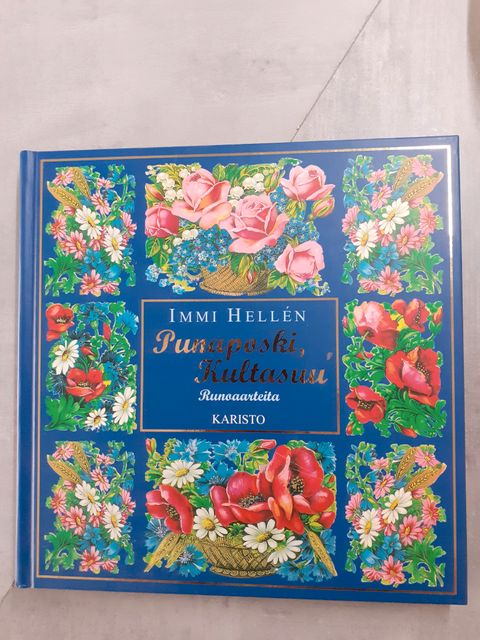 IMMI HELLÉN
Punaposki,
Kultasuu
Runoaarteita
KARISTO